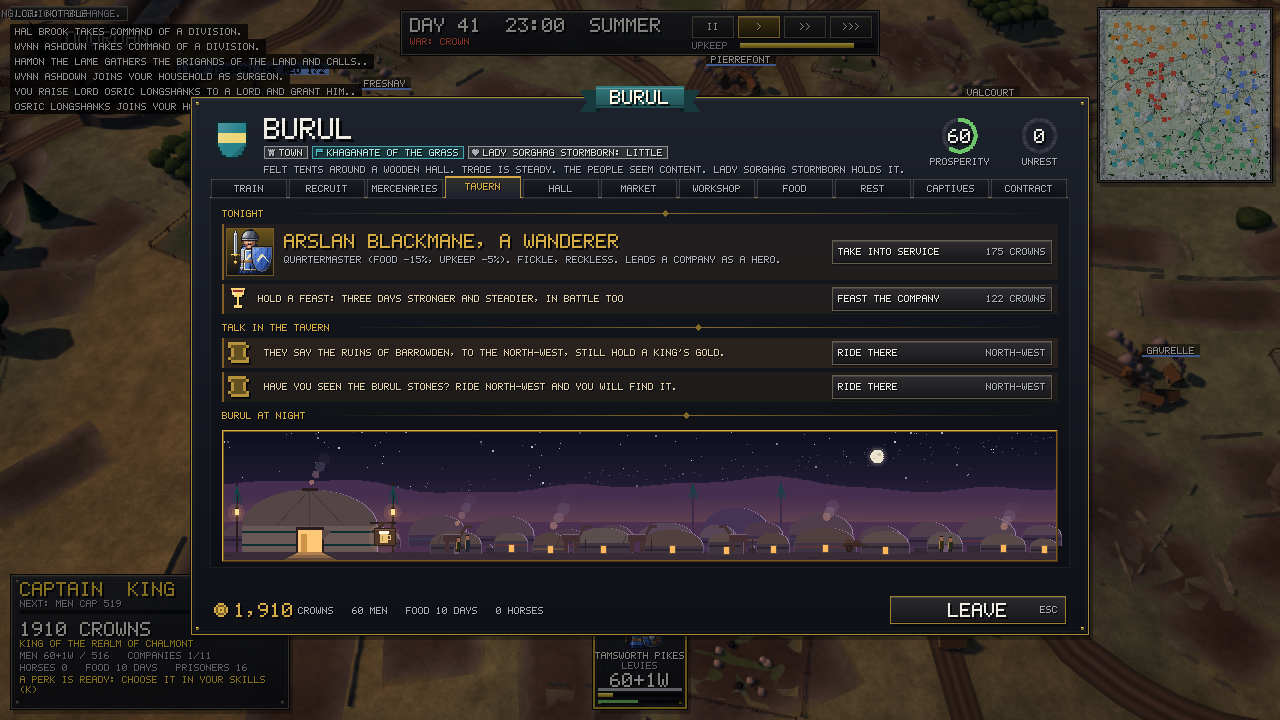 HAL BROOK TAKES COMMAND OF A DIVISION.
WYNN ASHDOWN TAKES COMMAND OF A DIVISION.
HAMON THE LAME GATHERS THE BRIGANDS OF THE LAND AND CALLS..
WYNN ASHDOWN JOINS YOUR HOUSEHOLD AS SURGEON.
YOU RAISE LORD OSRIC LONGSHANKS TO A LORD AND GRANT HIM..
OSRIC LONGSHANKS JOINS YOUR H
FRESNAY
DAY 41 23:00 SUMMER
WAR: CROWN
II > >> >>>
UPKEEP
PIERREFONT
VALCOURT
GAVRELLE
BURUL
BURUL
TOWN KHAGANATE OF THE GRASS LADY SORGHAG STORMBORN: LITTLE
FELT TENTS AROUND A WOODEN HALL. TRADE IS STEADY. THE PEOPLE SEEM CONTENT. LADY SORGHAG STORMBORN HOLDS IT.
60
PROSPERITY
0
UNREST
TRAIN RECRUIT MERCENARIES TAVERN HALL MARKET WORKSHOP FOOD REST CAPTIVES CONTRACT
TONIGHT
ARSLAN BLACKMANE, A WANDERER
QUARTERMASTER (FOOD -15%, UPKEEP -5%). FICKLE, RECKLESS. LEADS A COMPANY AS A HERO.
TAKE INTO SERVICE 175 CROWNS
HOLD A FEAST: THREE DAYS STRONGER AND STEADIER, IN BATTLE TOO
FEAST THE COMPANY 122 CROWNS
TALK IN THE TAVERN
THEY SAY THE RUINS OF BARROWDEN, TO THE NORTH-WEST, STILL HOLD A KING'S GOLD.
RIDE THERE NORTH-WEST
HAVE YOU SEEN THE BURUL STONES? RIDE NORTH-WEST AND YOU WILL FIND IT.
RIDE THERE NORTH-WEST
BURUL AT NIGHT
1,910 CROWNS 60 MEN FOOD 10 DAYS 0 HORSES
LEAVE ESC
CAPTAIN KING
NEXT: MEN CAP 519
1910 CROWNS
KING OF THE REALM OF CHALMONT
MEN 60+1W / 516 COMPANIES 1/11
HORSES 0 FOOD 10 DAYS PRISONERS 16
A PERK IS READY: CHOOSE IT IN YOUR SKILLS
(K)
TAMSWORTH PIKES
LEVIES
60+1W